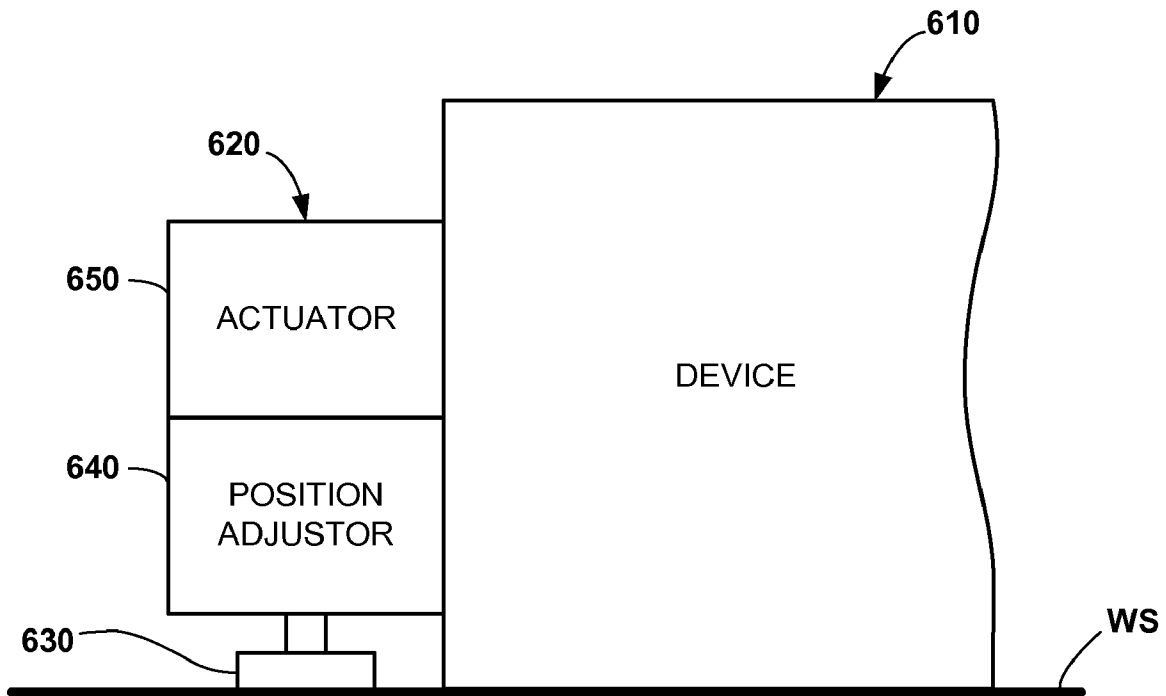 610
620
650
ACTUATOR
DEVICE
640
POSITION
ADJUSTOR
WS
630